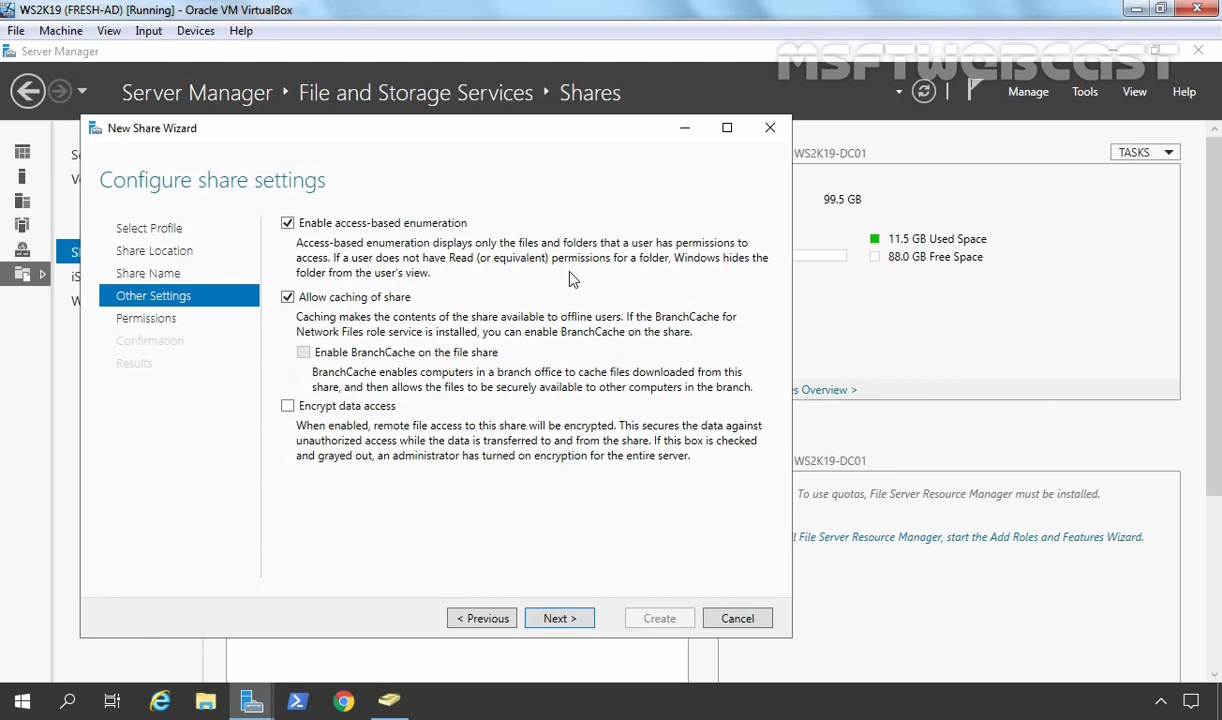 WS2K19 (FRESH-AD) [Running] - Oracle VM VirtualBox
File Machine View Input Devices Help
Server Manager
MSFTWEBCAST
Server Manager ‣ File and Storage Services ‣ Shares
Manage Tools View Help
New Share Wizard
WS2K19-DC01
TASKS
Configure share settings
99.5 GB
11.5 GB Used Space
88.0 GB Free Space
Select Profile
Share Location
Share Name
Other Settings
Permissions
Confirmation
Results
Enable access-based enumeration
Access-based enumeration displays only the files and folders that a user has permissions to
access. If a user does not have Read (or equivalent) permissions for a folder, Windows hides the
folder from the user's view.
Allow caching of share
Caching makes the contents of the share available to offline users. If the BranchCache for
Network Files role service is installed, you can enable BranchCache on the share.
Enable BranchCache on the file share
BranchCache enables computers in a branch office to cache files downloaded from this
share, and then allows the files to be securely available to other computers in the branch.
Encrypt data access
When enabled, remote file access to this share will be encrypted. This secures the data against
unauthorized access while the data is transferred to and from the share. If this box is checked
and grayed out, an administrator has turned on encryption for the entire server.
Overview >
WS2K19-DC01
To use quotas, File Server Resource Manager must be installed.
File Server Resource Manager, start the Add Roles and Features Wizard.
< Previous Next > Create Cancel